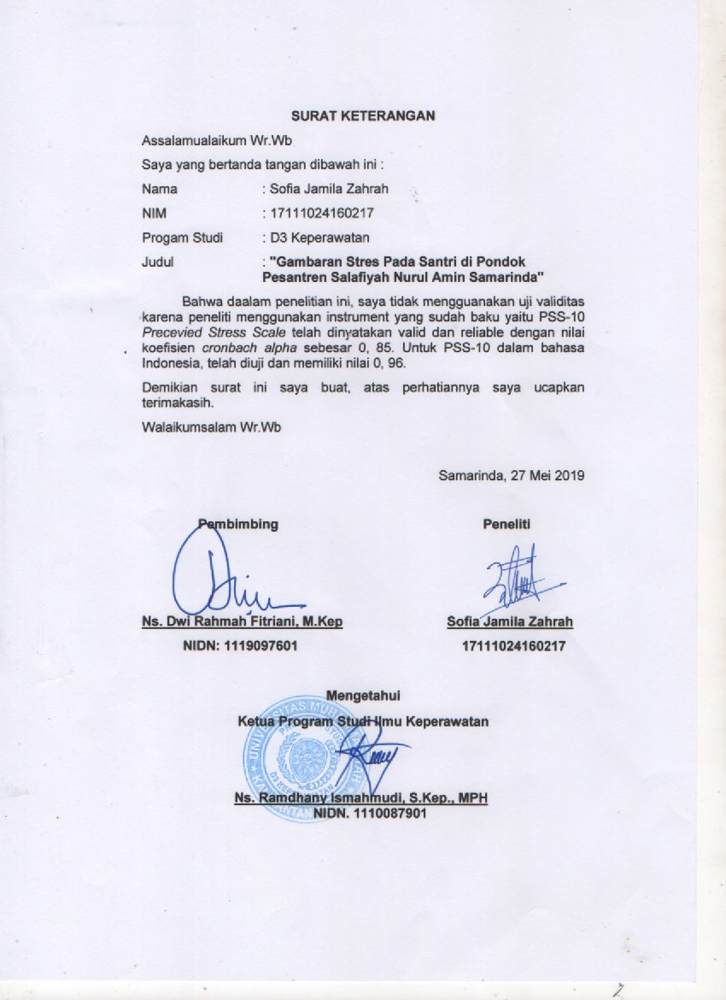 SURAT KETERANGAN
Assalamualaikum Wr.Wb
Saya yang bertanda tangan dibawah ini :
Nama : Sofia Jamila Zahrah
NIM : 17111024160217
Progam Studi : D3 Keperawatan
Judul : "Gambaran Stres Pada Santri di Pondok
Pesantren Salafiyah Nurul Amin Samarinda"
Bahwa daalam penelitian ini, saya tidak mengguanakan uji validitas
karena peneliti menggunakan instrument yang sudah baku yaitu PSS-10
Precevied Stress Scale telah dinyatakan valid dan reliable dengan nilai
koefisien cronbach alpha sebesar 0, 85. Untuk PSS-10 dalam bahasa
Indonesia, telah diuji dan memiliki nilai 0, 96.
Demikian surat ini saya buat, atas perhatiannya saya ucapkan
terimakasih.
Walaikumsalam Wr.Wb
Samarinda, 27 Mei 2019
Pembimbing Peneliti
Ns. Dwi Rahmah Fitriani, M.Kep Sofia Jamila Zahrah
NIDN: 1119097601 17111024160217
Mengetahui
Ketua Program Studi Ilmu Keperawatan
Ns. Ramdhany Ismahmudi, S.Kep., MPH
NIDN. 1110087901
UNIVERSITAS
D3